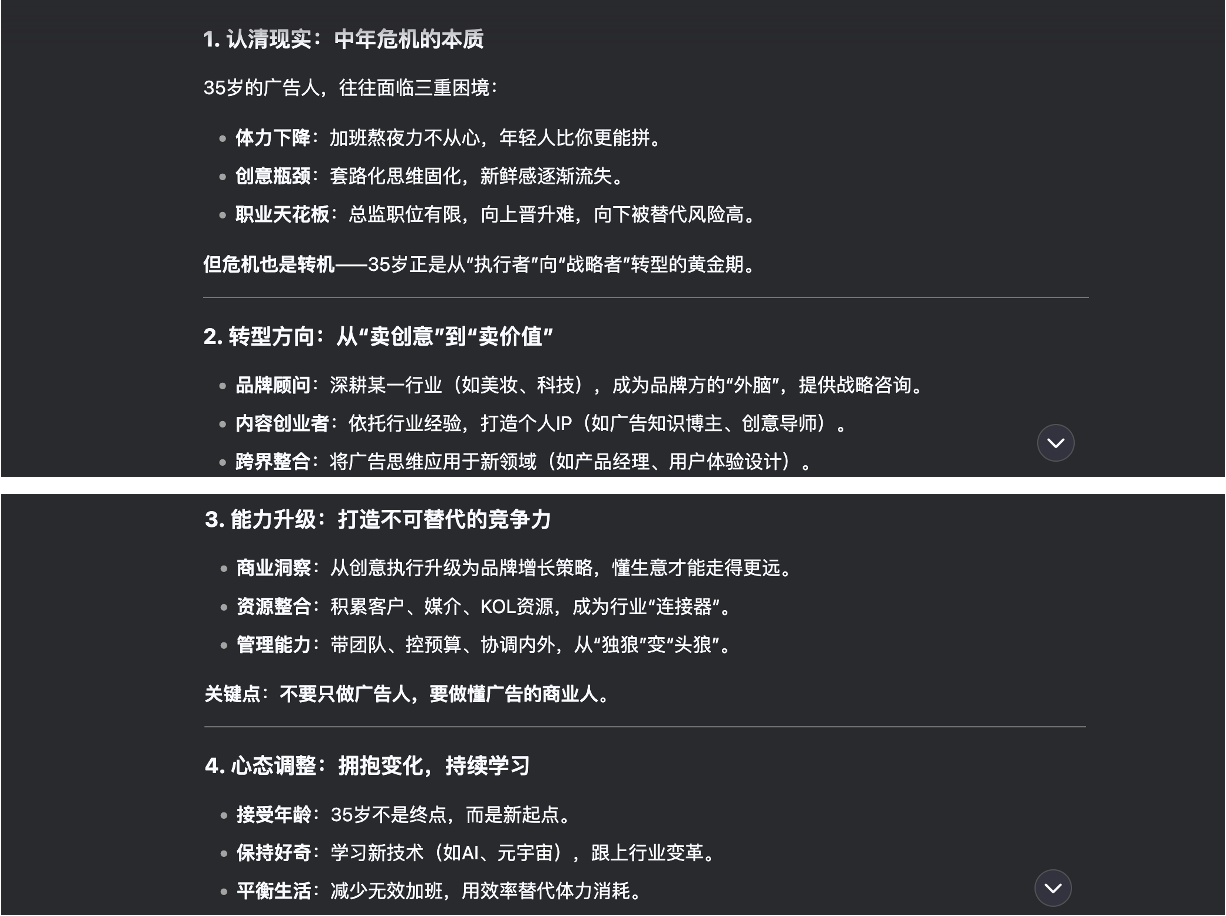 1. 认清现实：中年危机的本质
35岁的广告人，往往面临三重困境：
• 体力下降：加班熬夜力不从心，年轻人比你更能拼。
• 创意瓶颈：套路化思维固化，新鲜感逐渐流失。
• 职业天花板：总监职位有限，向上晋升难，向下被替代风险高。
但危机也是转机——35岁正是从“执行者”向“战略者”转型的黄金期。
2. 转型方向：从“卖创意”到“卖价值”
• 品牌顾问：深耕某一行业（如美妆、科技），成为品牌方的“外脑”，提供战略咨询。
• 内容创业者：依托行业经验，打造个人IP（如广告知识博主、创意导师）。
• 跨界整合：将广告思维应用于新领域（如产品经理、用户体验设计）。
3. 能力升级：打造不可替代的竞争力
• 商业洞察：从创意执行升级为品牌增长策略，懂生意才能走得更远。
• 资源整合：积累客户、媒介、KOL资源，成为行业“连接器”。
• 管理能力：带团队、控预算、协调内外，从“独狼”变“头狼”。
关键点：不要只做广告人，要做懂广告的商业人。
4. 心态调整：拥抱变化，持续学习
• 接受年龄：35岁不是终点，而是新起点。
• 保持好奇：学习新技术（如AI、元宇宙），跟上行业变革。
• 平衡生活：减少无效加班，用效率替代体力消耗。